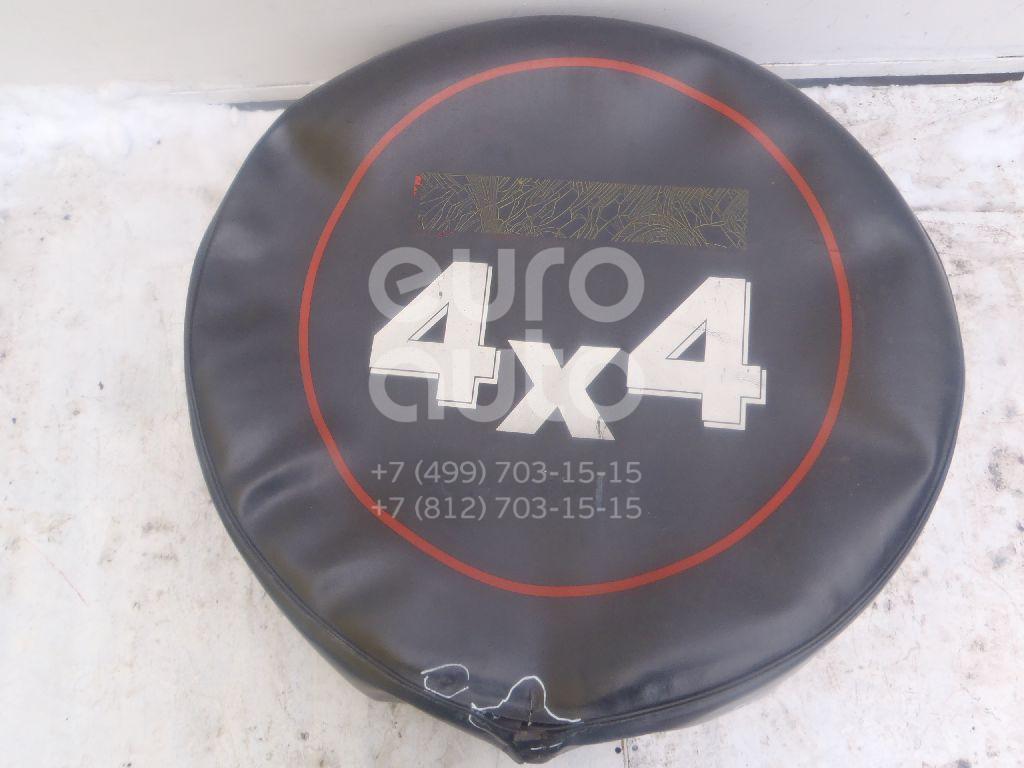 euro
auto
4x4
+7 (499) 703-15-15
+7 (812) 703-15-15